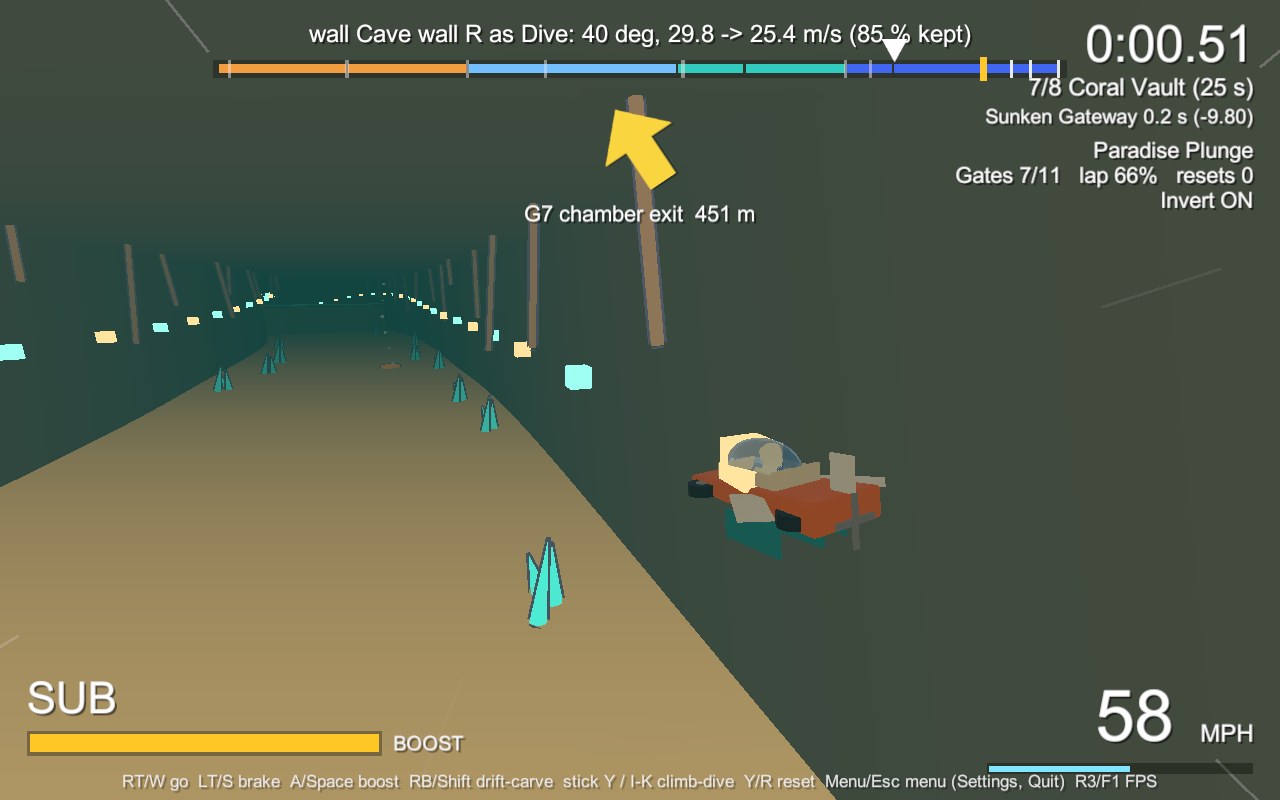 wall Cave wall R as Dive: 40 deg, 29.8 -> 25.4 m/s (85 % kept)
0:00.51
7/8 Coral Vault (25 s)
Sunken Gateway 0.2 s (-9.80)
Paradise Plunge
Gates 7/11 lap 66% resets 0
Invert ON
G7 chamber exit 451 m
SUB
BOOST
58 MPH
RT/W go LT/S brake A/Space boost RB/Shift drift-carve stick Y / I-K climb-dive Y/R reset Menu/Esc menu (Settings, Quit) R3/F1 FPS